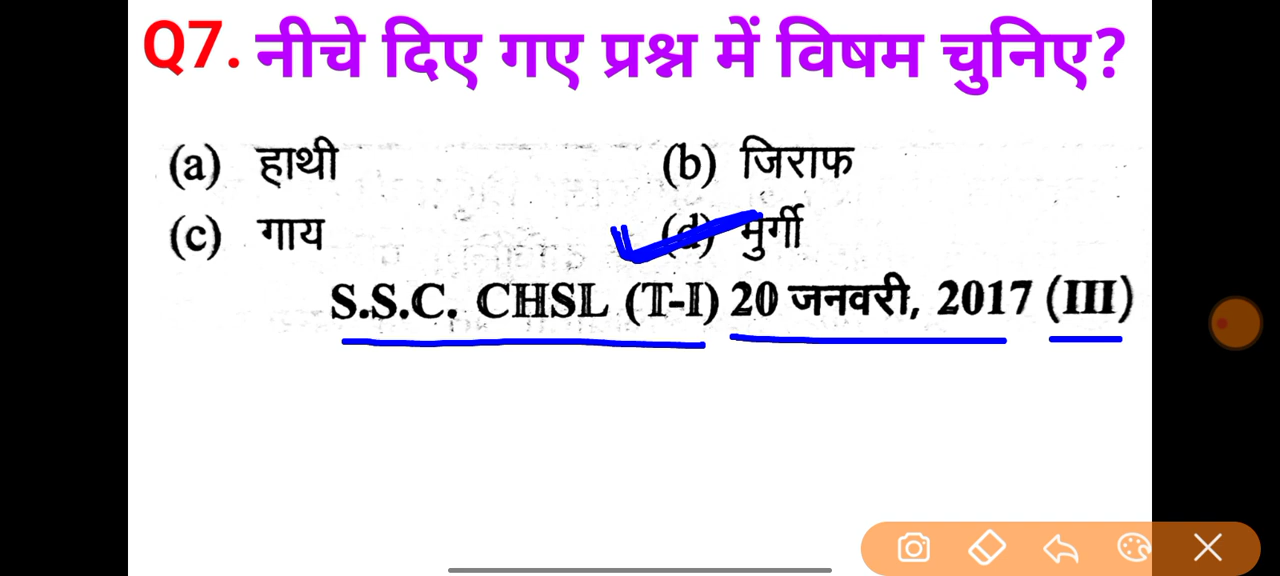 Q7. नीचे दिए गए प्रश्न में विषम चुनिए?
(a) हाथी (b) जिराफ
(c) गाय (d) मुर्गी
S.S.C. CHSL (T-I) 20 जनवरी, 2017 (III)